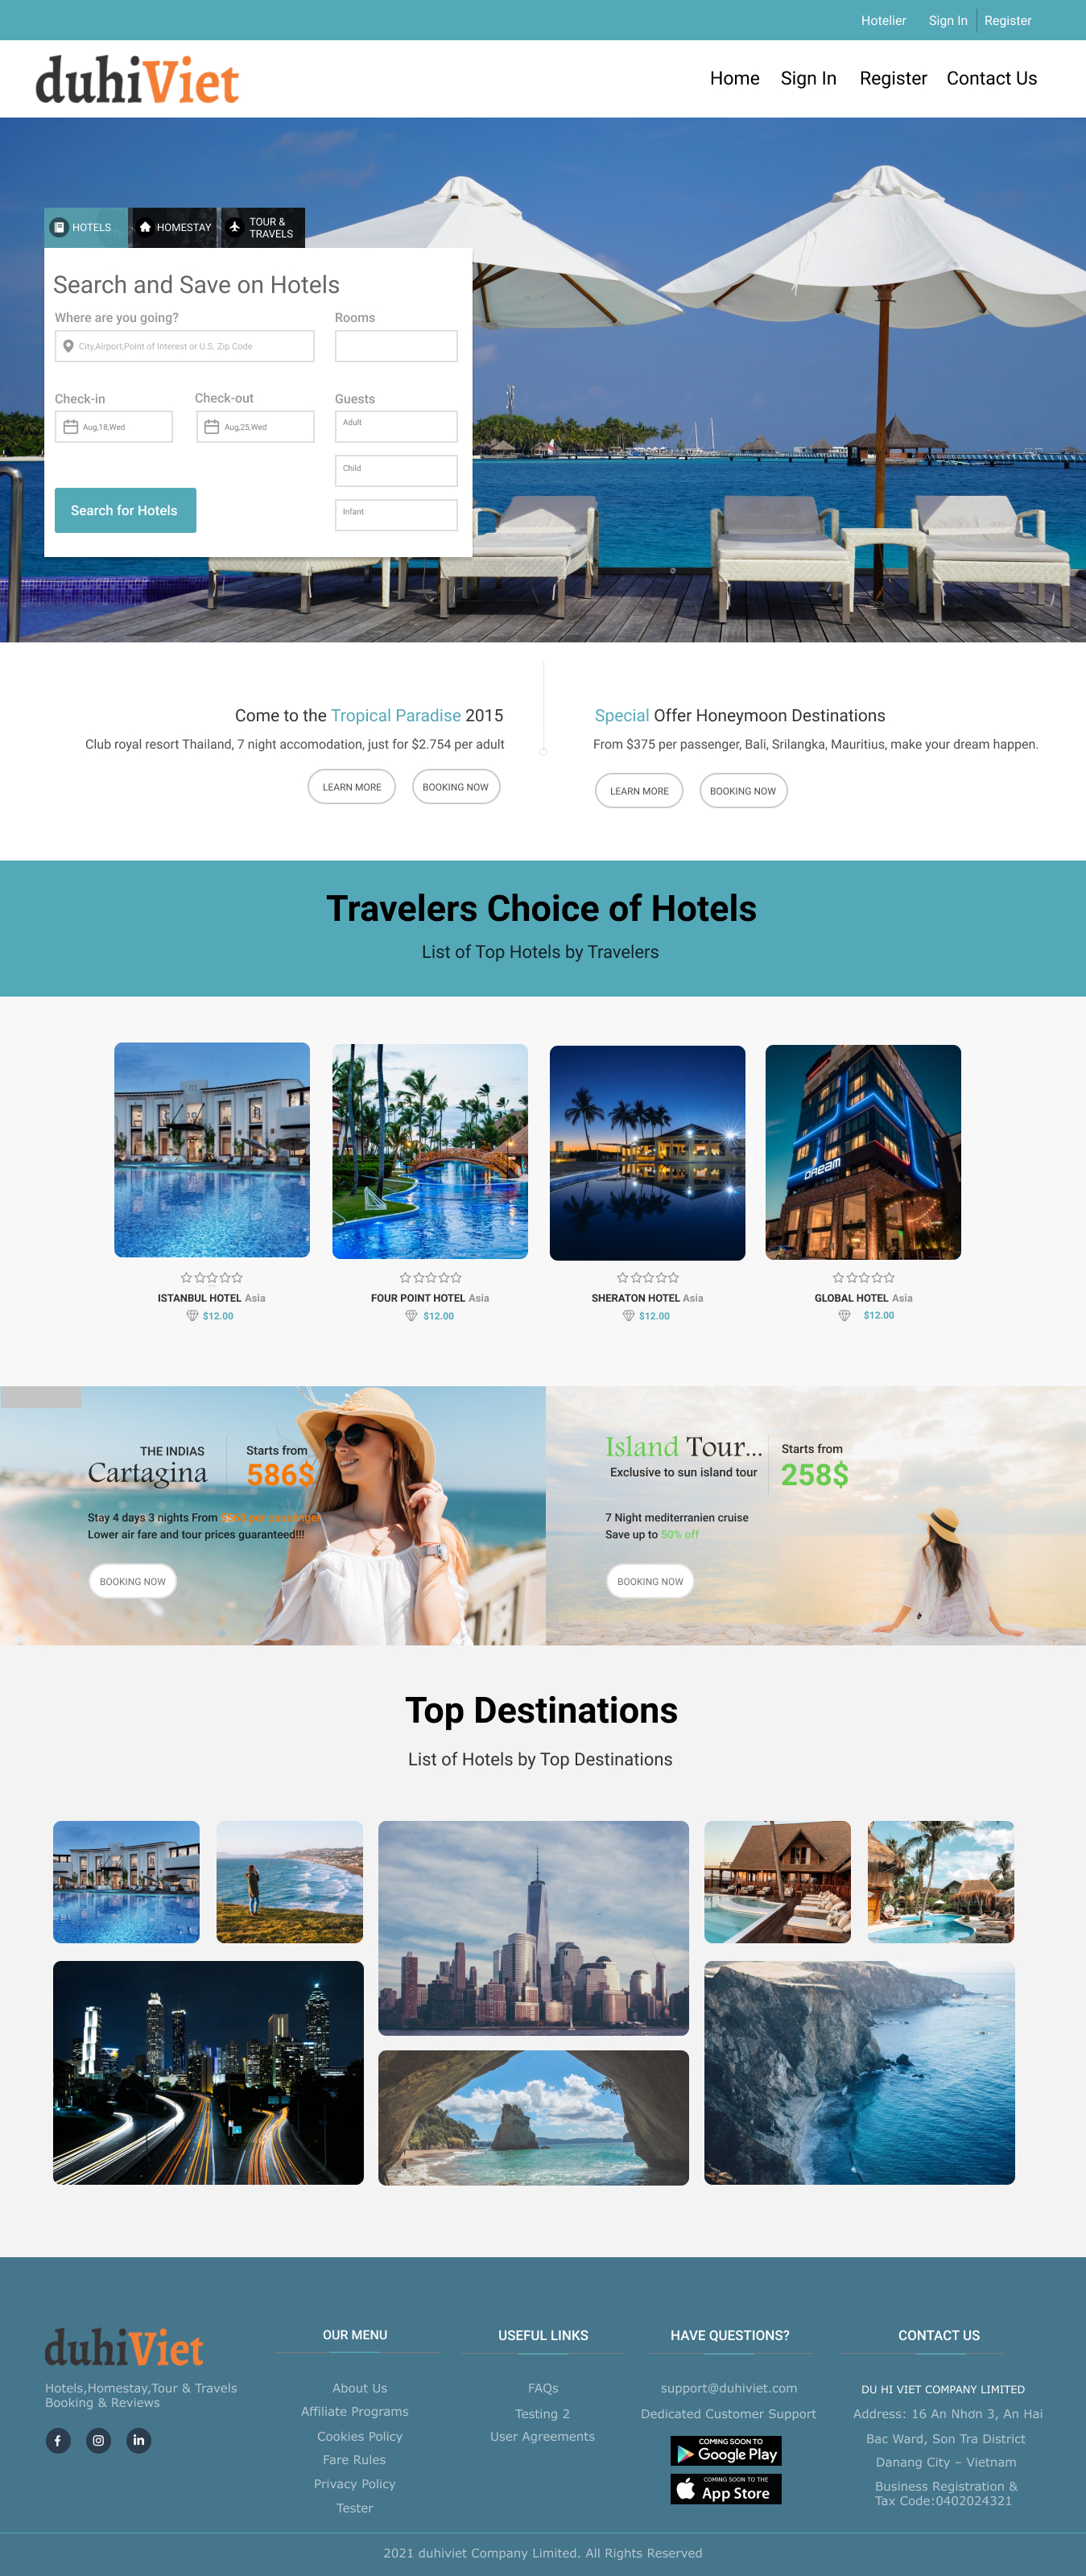 Hotelier Sign In Register
duhiViet
Home Sign In Register Contact Us
HOTELS
HOMESTAY
TOUR &
TRAVELS
Search and Save on Hotels
Where are you going?
City,Airport,Point of Interest or U.S. Zip Code
Rooms
Check-in
Aug,18,Wed
Check-out
Aug,25,Wed
Guests
Adult
Child
Infant
Search for Hotels
Come to the Tropical Paradise 2015
Club royal resort Thailand, 7 night accomodation, just for $2.754 per adult
LEARN MORE
BOOKING NOW
Special Offer Honeymoon Destinations
From $375 per passenger, Bali, Srilangka, Mauritius, make your dream happen.
LEARN MORE
BOOKING NOW
Travelers Choice of Hotels
List of Top Hotels by Travelers
DREAM
ISTANBUL HOTEL Asia
$12.00
FOUR POINT HOTEL Asia
$12.00
SHERATON HOTEL Asia
$12.00
GLOBAL HOTEL Asia
$12.00
THE INDIAS
Cartagina
Starts from
586$
Stay 4 days 3 nights From per passenger
Lower air fare and tour prices guaranteed!!!
BOOKING NOW
Island Tour...
Exclusive to sun island tour
Starts from
258$
7 Night mediterranien cruise
Save up to 50% off
BOOKING NOW
Top Destinations
List of Hotels by Top Destinations
duhiViet
Hotels,Homestay,Tour & Travels
Booking & Reviews
OUR MENU
About Us
Affiliate Programs
Cookies Policy
Fare Rules
Privacy Policy
Tester
USEFUL LINKS
FAQs
Testing 2
User Agreements
HAVE QUESTIONS?
support@duhiviet.com
Dedicated Customer Support
COMING SOON TO
Google Play
COMING SOON TO THE
App Store
CONTACT US
DU HI VIET COMPANY LIMITED
Address: 16 An Nhơn 3, An Hai
Bac Ward, Son Tra District
Danang City – Vietnam
Business Registration &
Tax Code:0402024321
2021 duhiviet Company Limited. All Rights Reserved